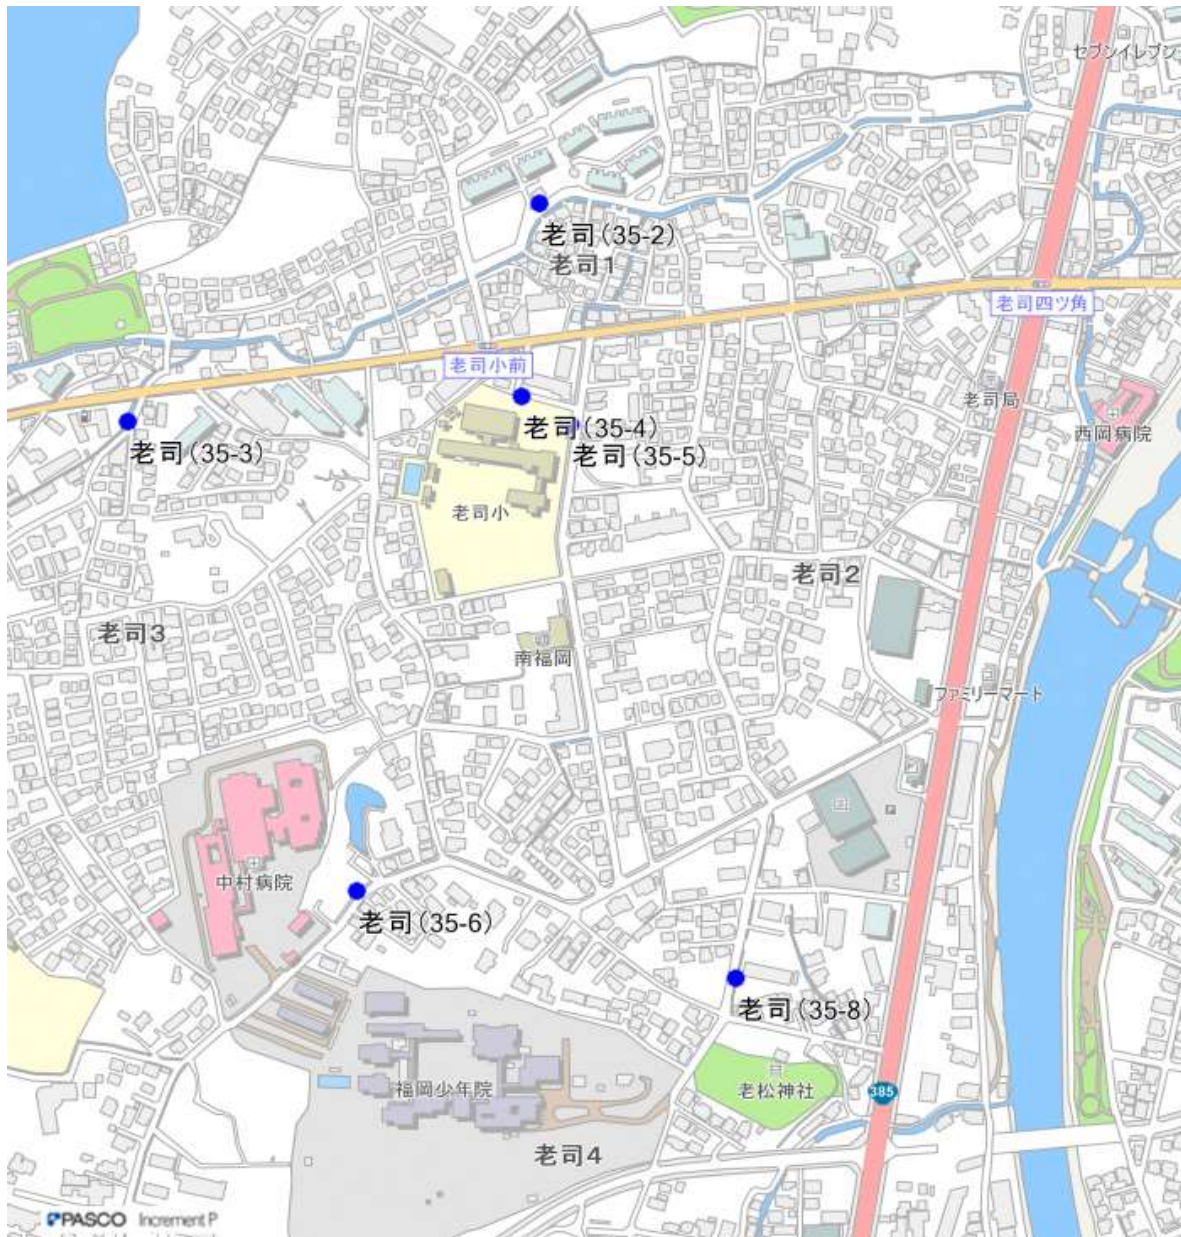 セブンイレブン
老司(35-2)
老司1
老司四ツ角
老司小前
老司局
老司(35-4)
西岡病院
老司(35-3)
老司(35-5)
老司小
老司2
老司3
南福岡
ファミリーマート
中村病院
老司(35-6)
老司(35-8)
福岡少年院
老松神社
385
老司4
PASCO Increment P